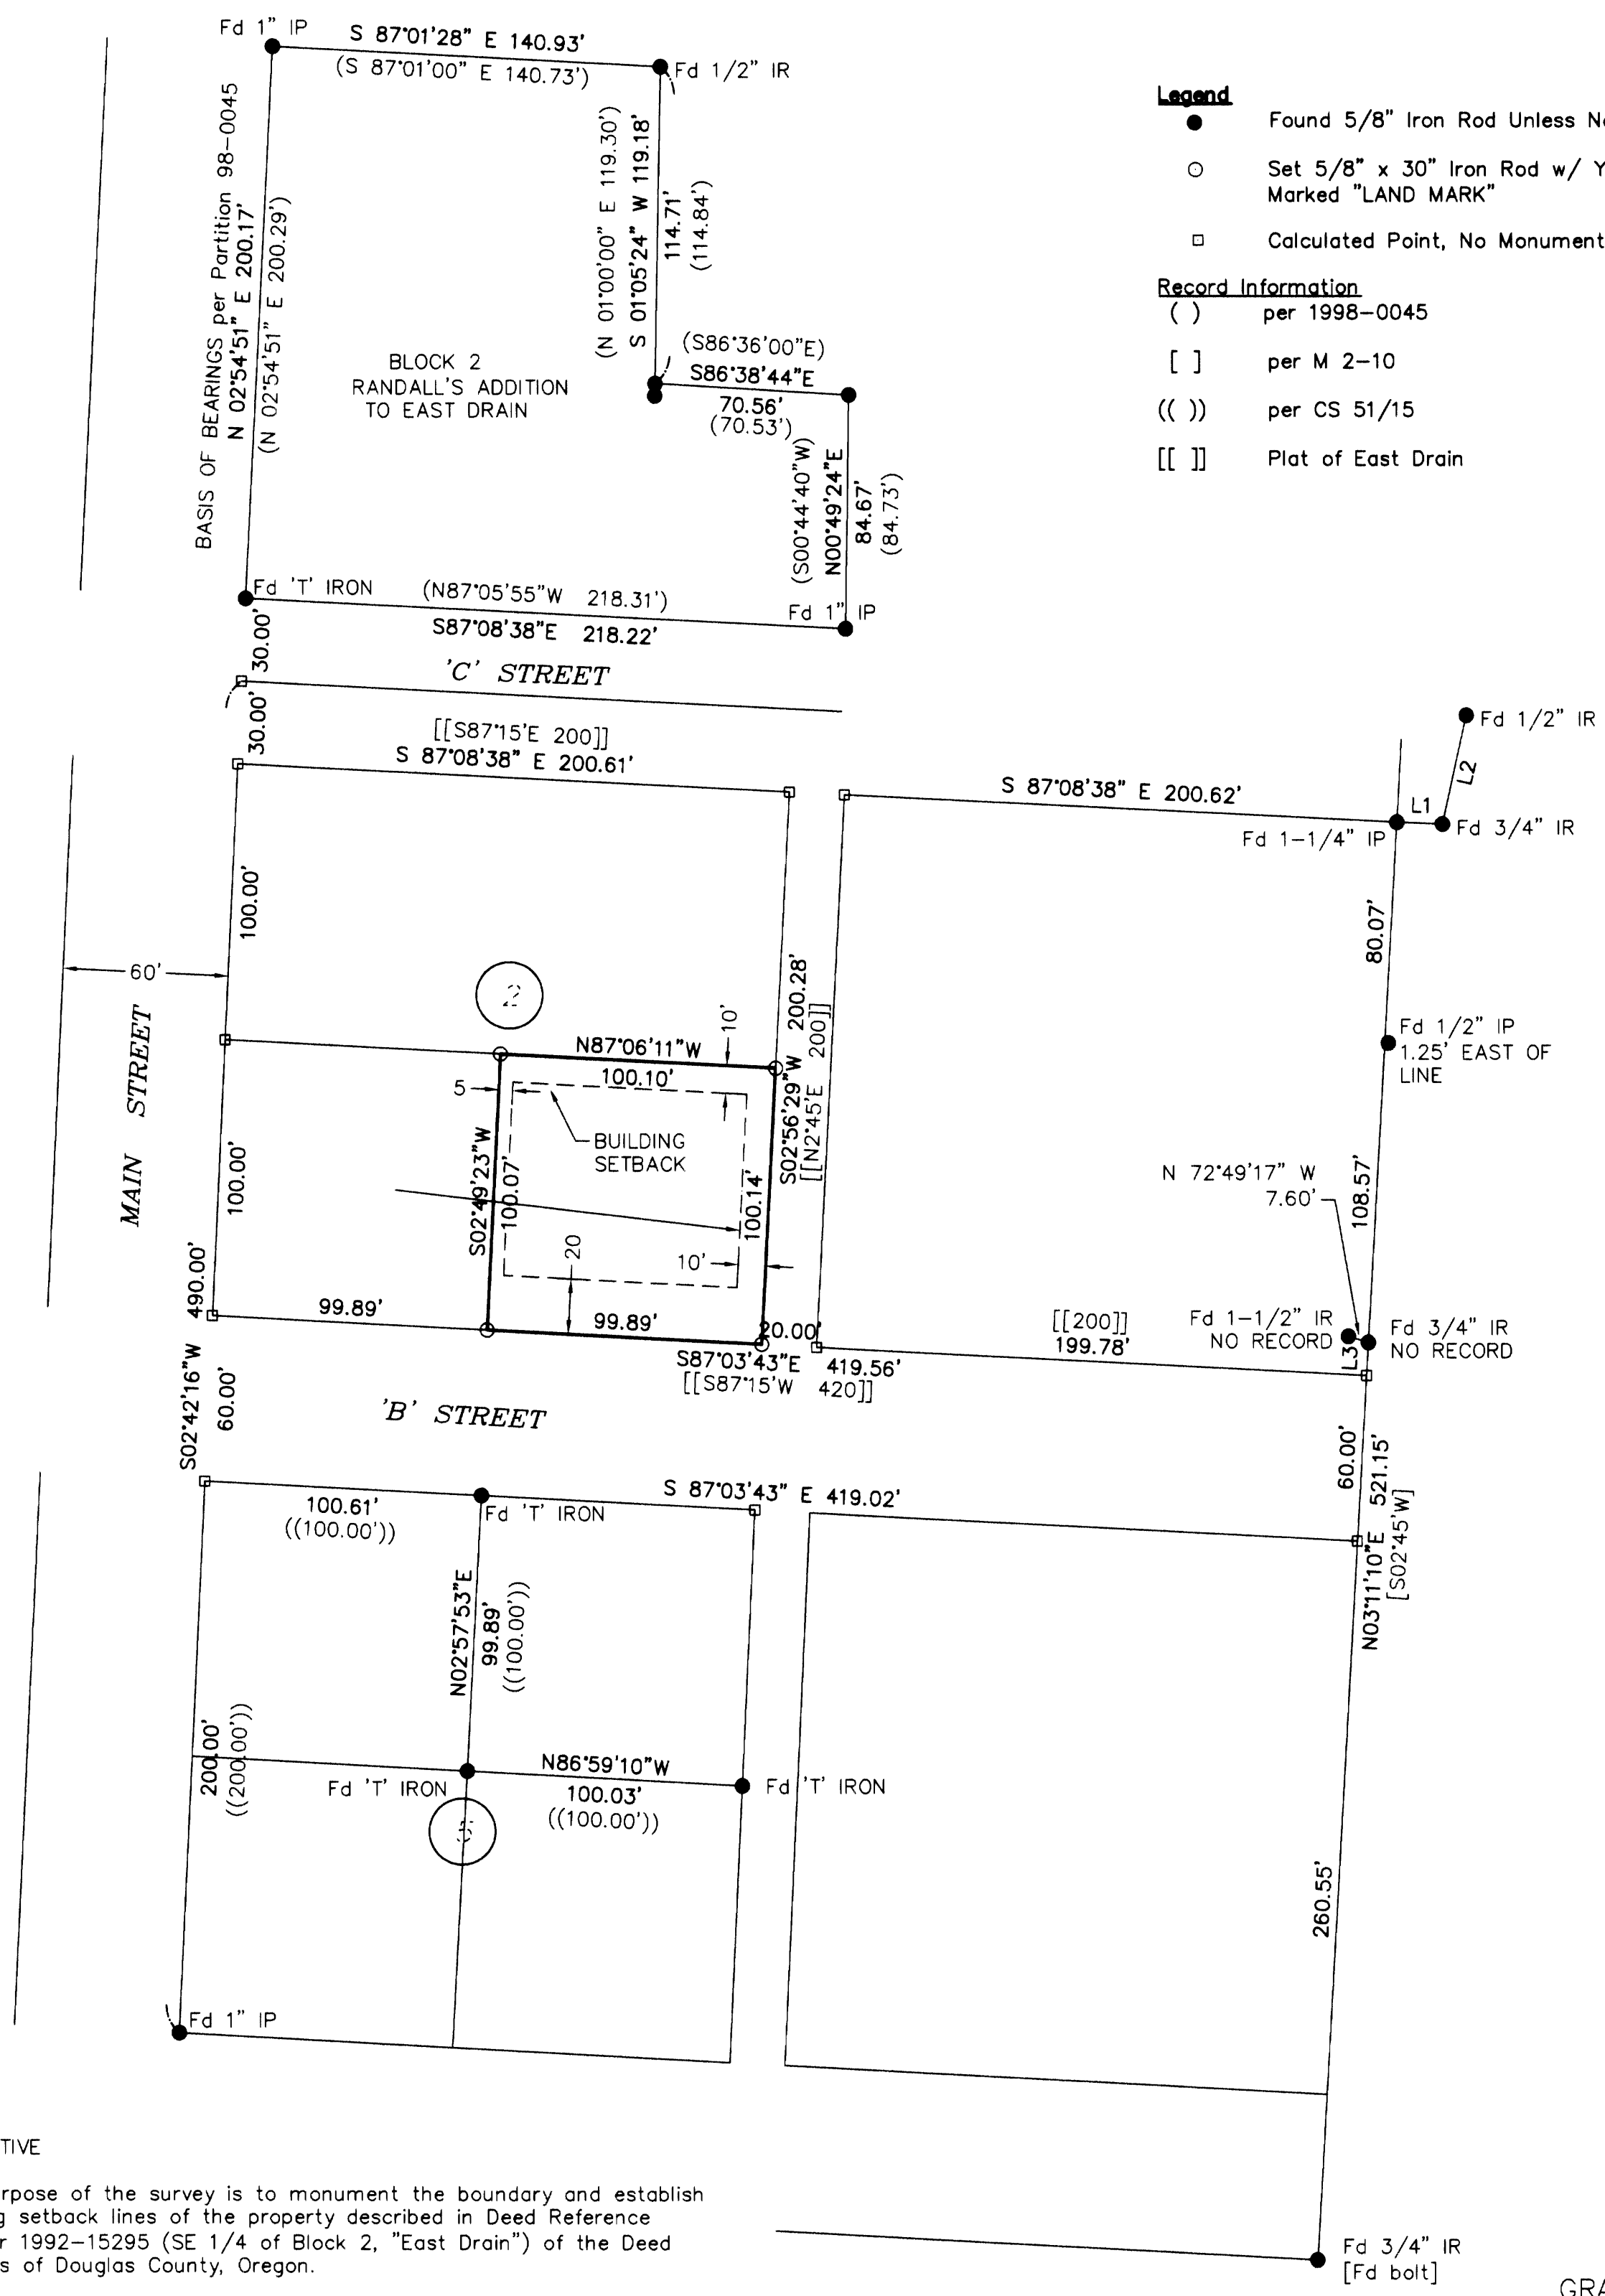 Fd 1" IP
S 87°01'28" E 140.93'
(S 87°01'00" E 140.73')
Fd 1/2" IR
BASIS OF BEARINGS per Partition 98-0045
N 02°54'51" E 200.17'
(N 02°54'51" E 200.29')
(N 01°00'00" E 119.30')
S 01°05'24" W 119.18'
114.71'
(114.84')
BLOCK 2
RANDALL'S ADDITION
TO EAST DRAIN
(S86°36'00"E)
S86°38'44"E
70.56'
(70.53')
(S00°44'40"W)
N00°49'24"E
84.67'
(84.73')
Fd 'T' IRON
(N87°05'55"W 218.31')
S87°08'38"E 218.22'
Fd 1" IP
Legend
Found 5/8" Iron Rod Unless
Set 5/8" x 30" Iron Rod w/
Marked "LAND MARK"
Calculated Point, No Monument
Record Information
( ) per 1998-0045
[ ] per M 2-10
(( )) per CS 51/15
[[ ]] Plat of East Drain
30.00'
'C' STREET
30.00'
[[S87°15'E 200]]
S 87°08'38" E 200.61'
S 87°08'38" E 200.62'
Fd 1/2" IR
L2
L1
Fd 3/4" IR
Fd 1-1/4" IP
100.00'
80.07'
60'
2
MAIN STREET
N87°06'11"W
100.10'
10'
5
BUILDING
SETBACK
S02°56'29"W 200.28'
[[N2°45'E 200]]
Fd 1/2" IP
1.25' EAST OF
LINE
100.00'
S02°49'23"W
100.07'
100.14'
20
10'
108.57'
N 72°49'17" W
7.60'
490.00'
S02°42'16"W
99.89'
99.89'
20.00'
[[200]]
199.78'
Fd 1-1/2" IR
NO RECORD
L3
Fd 3/4" IR
NO RECORD
S87°03'43"E 419.56'
[[S87°15'W 420]]
60.00'
'B' STREET
60.00'
N03°11'10"E 521.15'
[S02°45'W]
S 87°03'43" E 419.02'
100.61'
((100.00'))
Fd 'T' IRON
N02°57'53"E
99.89'
((100.00'))
200.00'
((200.00'))
N86°59'10"W
100.03'
((100.00'))
Fd 'T' IRON
Fd 'T' IRON
5
260.55'
Fd 1" IP
TIVE
rpose of the survey is to monument the boundary and establish
g setback lines of the property described in Deed Reference
r 1992-15295 (SE 1/4 of Block 2, "East Drain") of the Deed
s of Douglas County, Oregon.
Fd 3/4" IR
[Fd bolt]